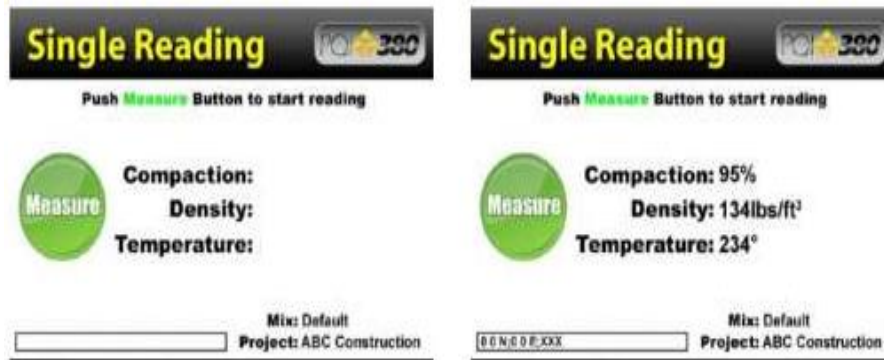 Single Reading PQI 380
Push Measure Button to start reading
Measure
Compaction:
Density:
Temperature:
Mix: Default
Project: ABC Construction
Single Reading PQI 380
Push Measure Button to start reading
Measure
Compaction: 95%
Density: 134lbs/ft³
Temperature: 234°
Mix: Default
Project: ABC Construction